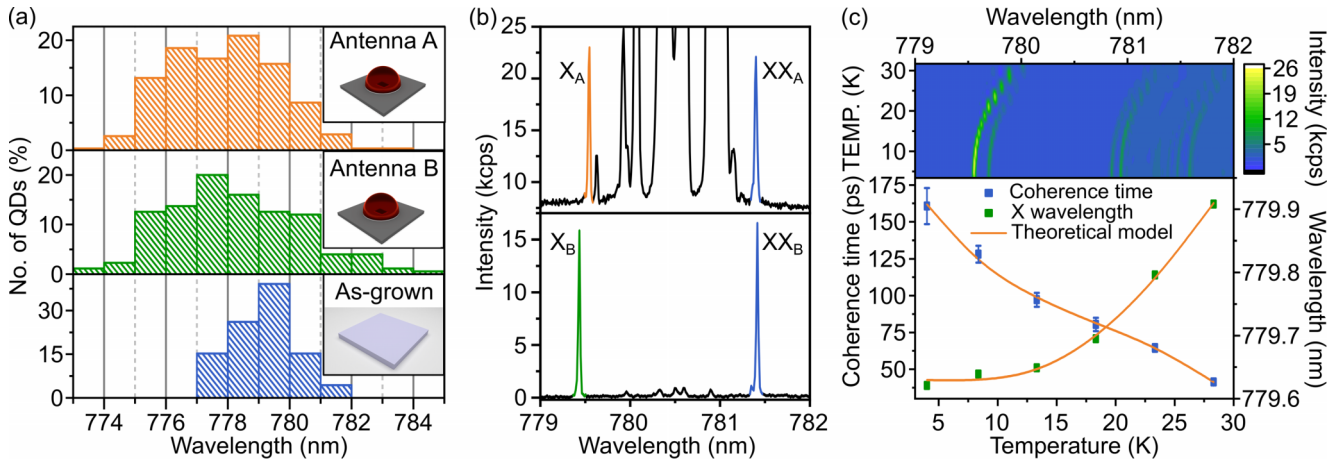 (a)
No. of QDs (%)
20
10
0
Antenna A
20
10
0
Antenna B
30
15
0
As-grown
774 776 778 780 782 784
Wavelength (nm)
(b)
Intensity (kcps)
25
20
15
10
X_A
XX_A
15
10
5
0
X_B
XX_B
779 780 781 782
Wavelength (nm)
(c)
Wavelength (nm)
779 780 781 782
TEMP. (K)
30
20
10
Intensity (kcps)
26
19
12
5
Coherence time (ps)
175
150
125
100
75
50
Coherence time
X wavelength
Theoretical model
779.9
779.8
779.7
779.6
Wavelength (nm)
5 10 15 20 25 30
Temperature (K)